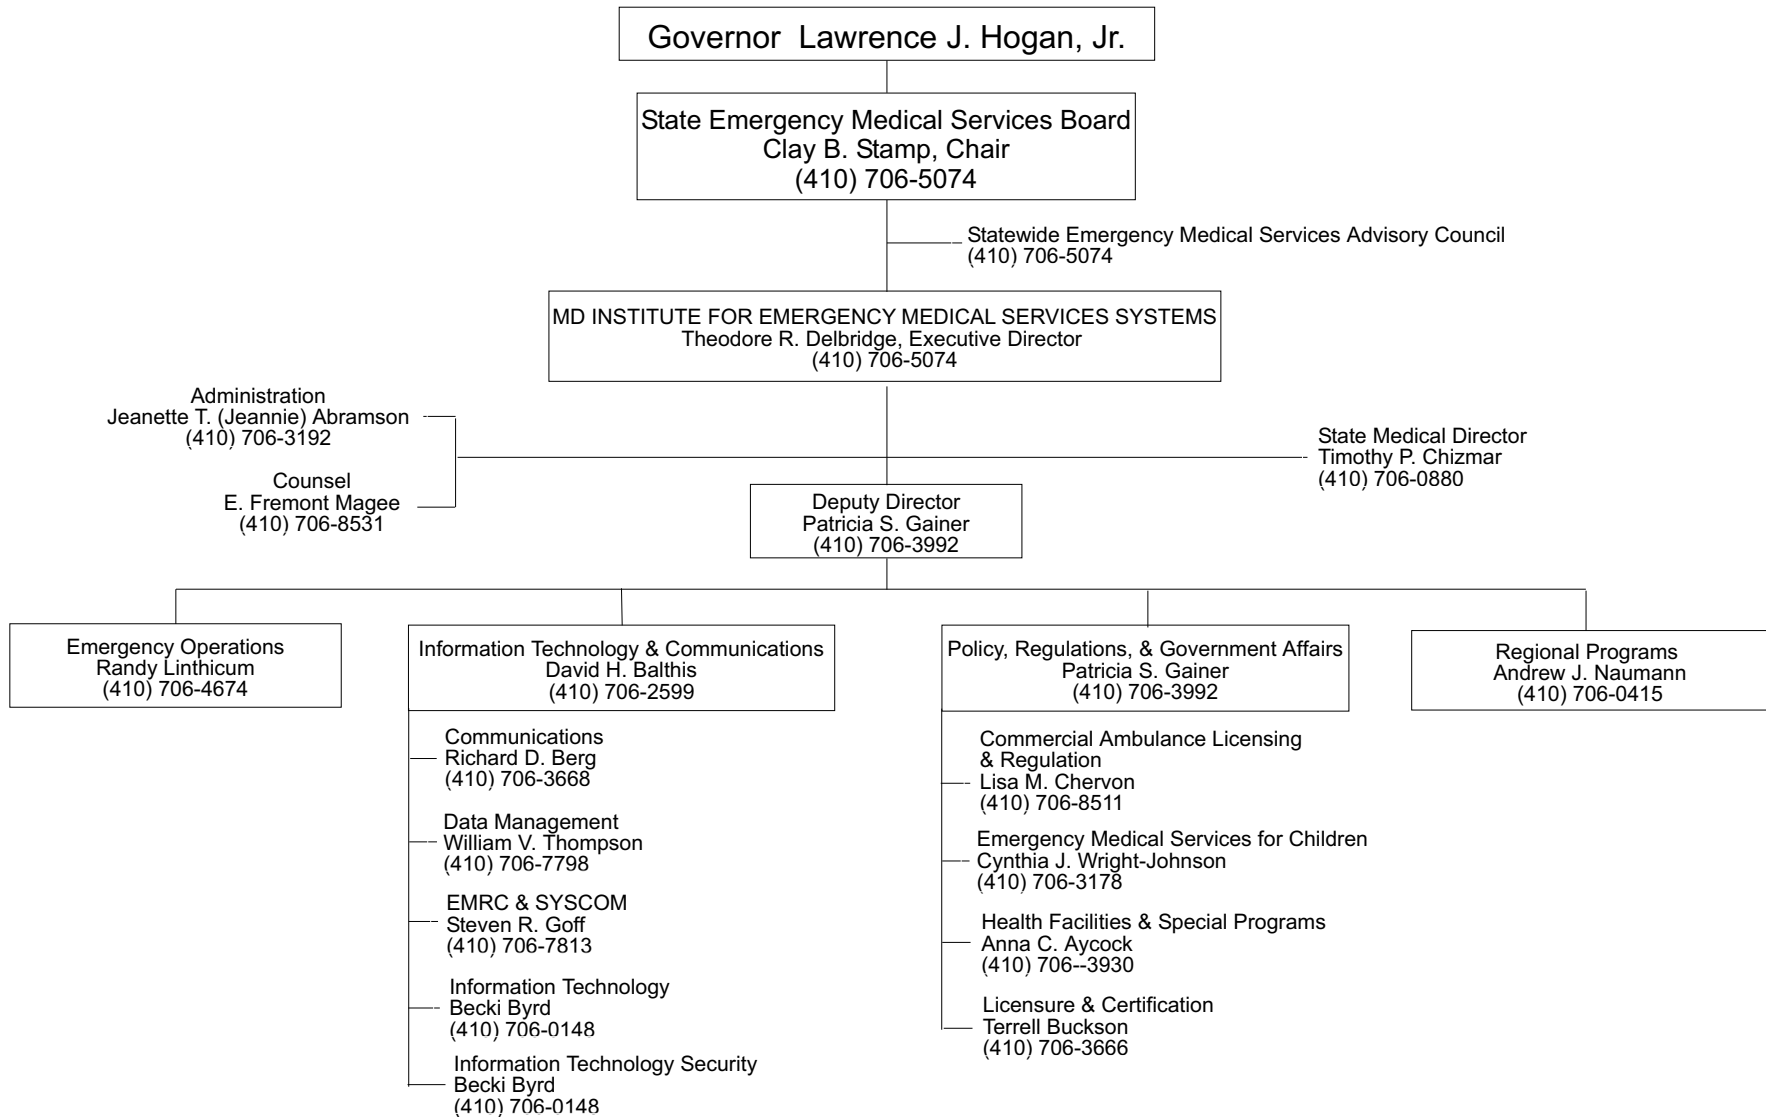 Governor  Lawrence J. Hogan, Jr.
State Emergency Medical Services Board
Clay B. Stamp, Chair
(410) 706-5074
Statewide Emergency Medical Services Advisory Council
(410) 706-5074
MD INSTITUTE FOR EMERGENCY MEDICAL SERVICES SYSTEMS
Theodore R. Delbridge, Executive Director
(410) 706-5074
Administration
Jeanette T. (Jeannie) Abramson
(410) 706-3192
Counsel
E. Fremont Magee
(410) 706-8531
State Medical Director
Timothy P. Chizmar
(410) 706-0880
Deputy Director
Patricia S. Gainer
(410) 706-3992
Emergency Operations
Randy Linthicum
(410) 706-4674
Information Technology & Communications
David H. Balthis
(410) 706-2599
Communications
Richard D. Berg
(410) 706-3668
Data Management
William V. Thompson
(410) 706-7798
EMRC & SYSCOM
Steven R. Goff
(410) 706-7813
Information Technology
Becki Byrd
(410) 706-0148
Information Technology Security
Becki Byrd
(410) 706-0148
Policy, Regulations, & Government Affairs
Patricia S. Gainer
(410) 706-3992
Commercial Ambulance Licensing
& Regulation
Lisa M. Chervon
(410) 706-8511
Emergency Medical Services for Children
Cynthia J. Wright-Johnson
(410) 706-3178
Health Facilities & Special Programs
Anna C. Aycock
(410) 706--3930
Licensure & Certification
Terrell Buckson
(410) 706-3666
Regional Programs
Andrew J. Naumann
(410) 706-0415